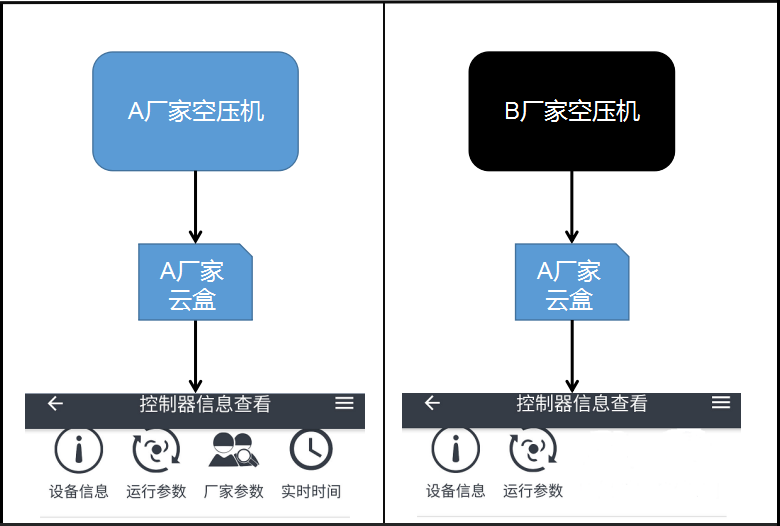 A厂家空压机
A厂家
云盒
控制器信息查看
设备信息 运行参数 厂家参数 实时时间
B厂家空压机
A厂家
云盒
控制器信息查看
设备信息 运行参数